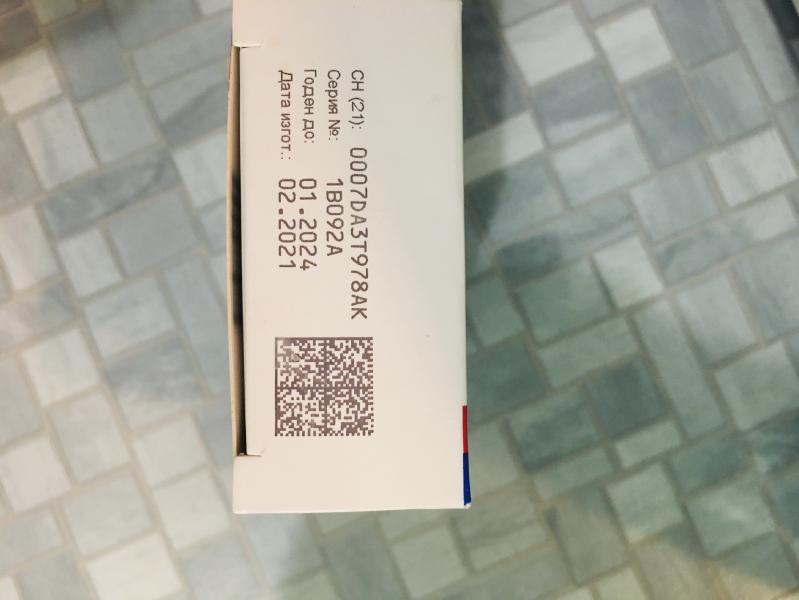 СН (21): 0007DA3T978AK
Серия №: 1B092A
Годен до: 01.2024
Дата изгот.: 02.2021